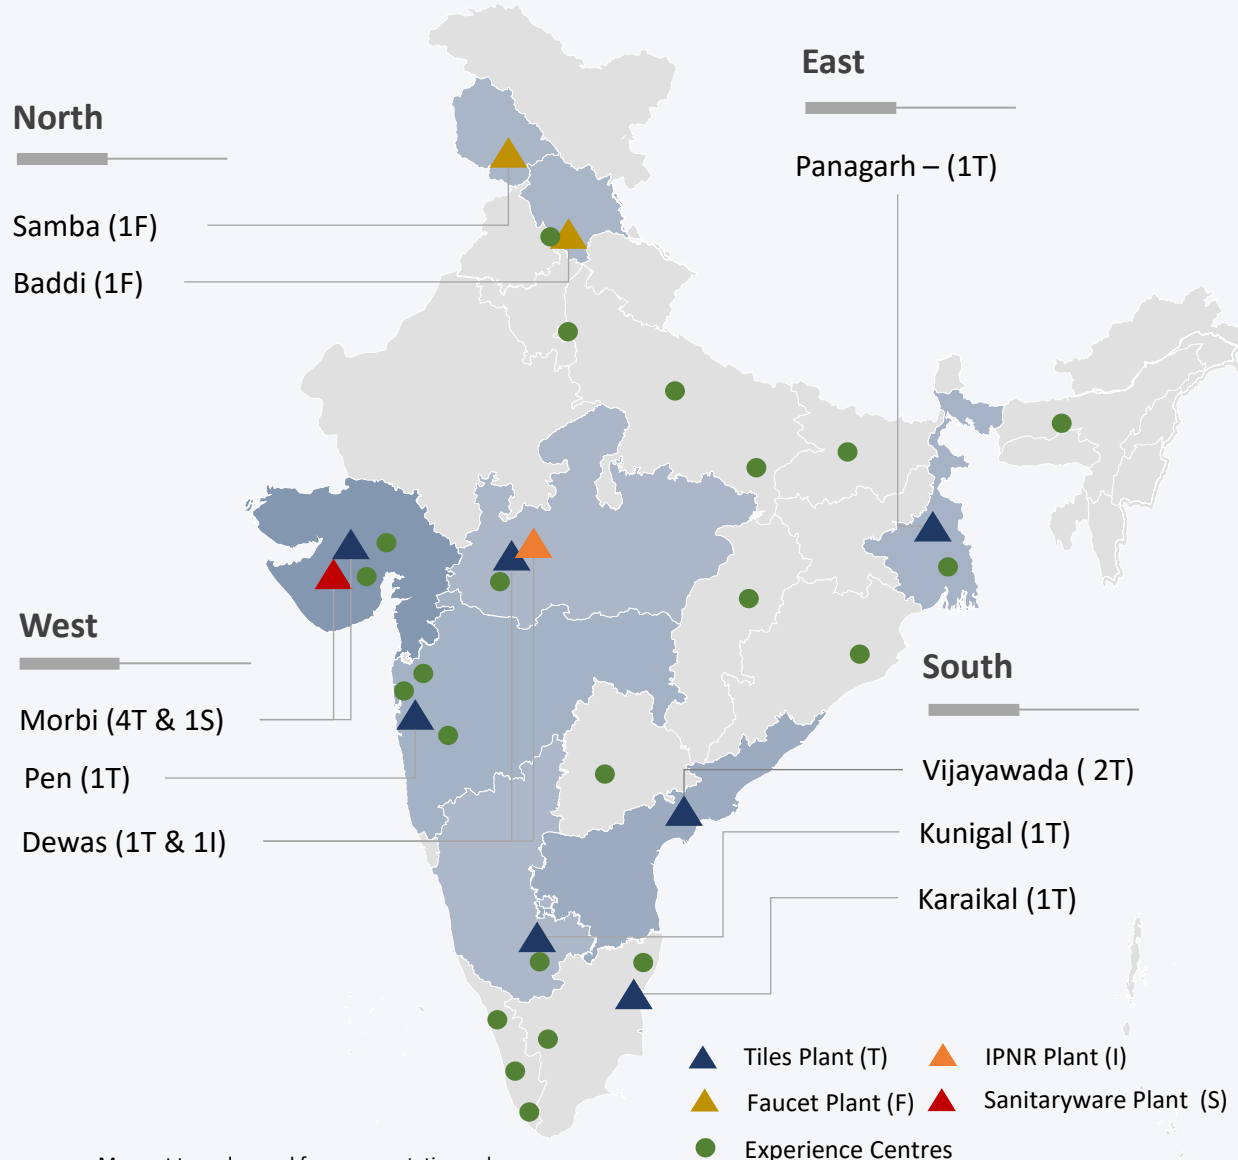 North
Samba (1F)
Baddi (1F)
East
Panagarh – (1T)
West
Morbi (4T & 1S)
Pen (1T)
Dewas (1T & 1I)
South
Vijayawada ( 2T)
Kunigal (1T)
Karaikal (1T)
Tiles Plant (T)
IPNR Plant (I)
Faucet Plant (F)
Sanitaryware Plant (S)
Experience Centres